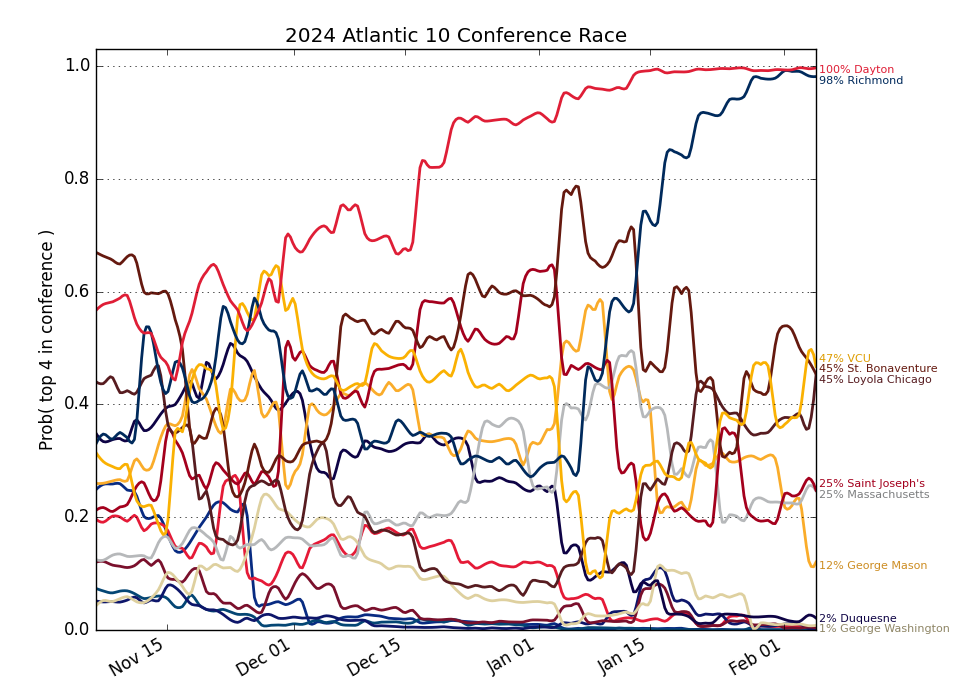 2024 Atlantic 10 Conference Race
Prob( top 4 in conference )
1.0
0.8
0.6
0.4
0.2
0.0
Nov 15
Dec 01
Dec 15
Jan 01
Jan 15
Feb 01
100% Dayton
98% Richmond
47% VCU
45% St. Bonaventure
45% Loyola Chicago
25% Saint Joseph's
24% Massachusetts
12% George Mason
2% Duquesne
1% George Washington